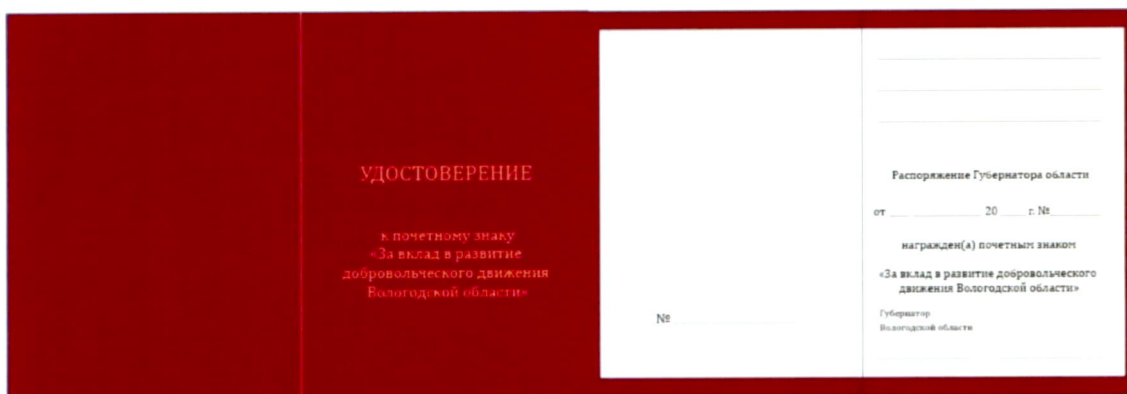 УДОСТОВЕРЕНИЕ
к почетному знаку
«За вклад в развитие
добровольческого движения
Вологодской области»
№
Распоряжение Губернатора области
от 20 г. №
награжден(а) почетным знаком
«За вклад в развитие добровольческого
движения Вологодской области»
Губернатор
Вологодской области